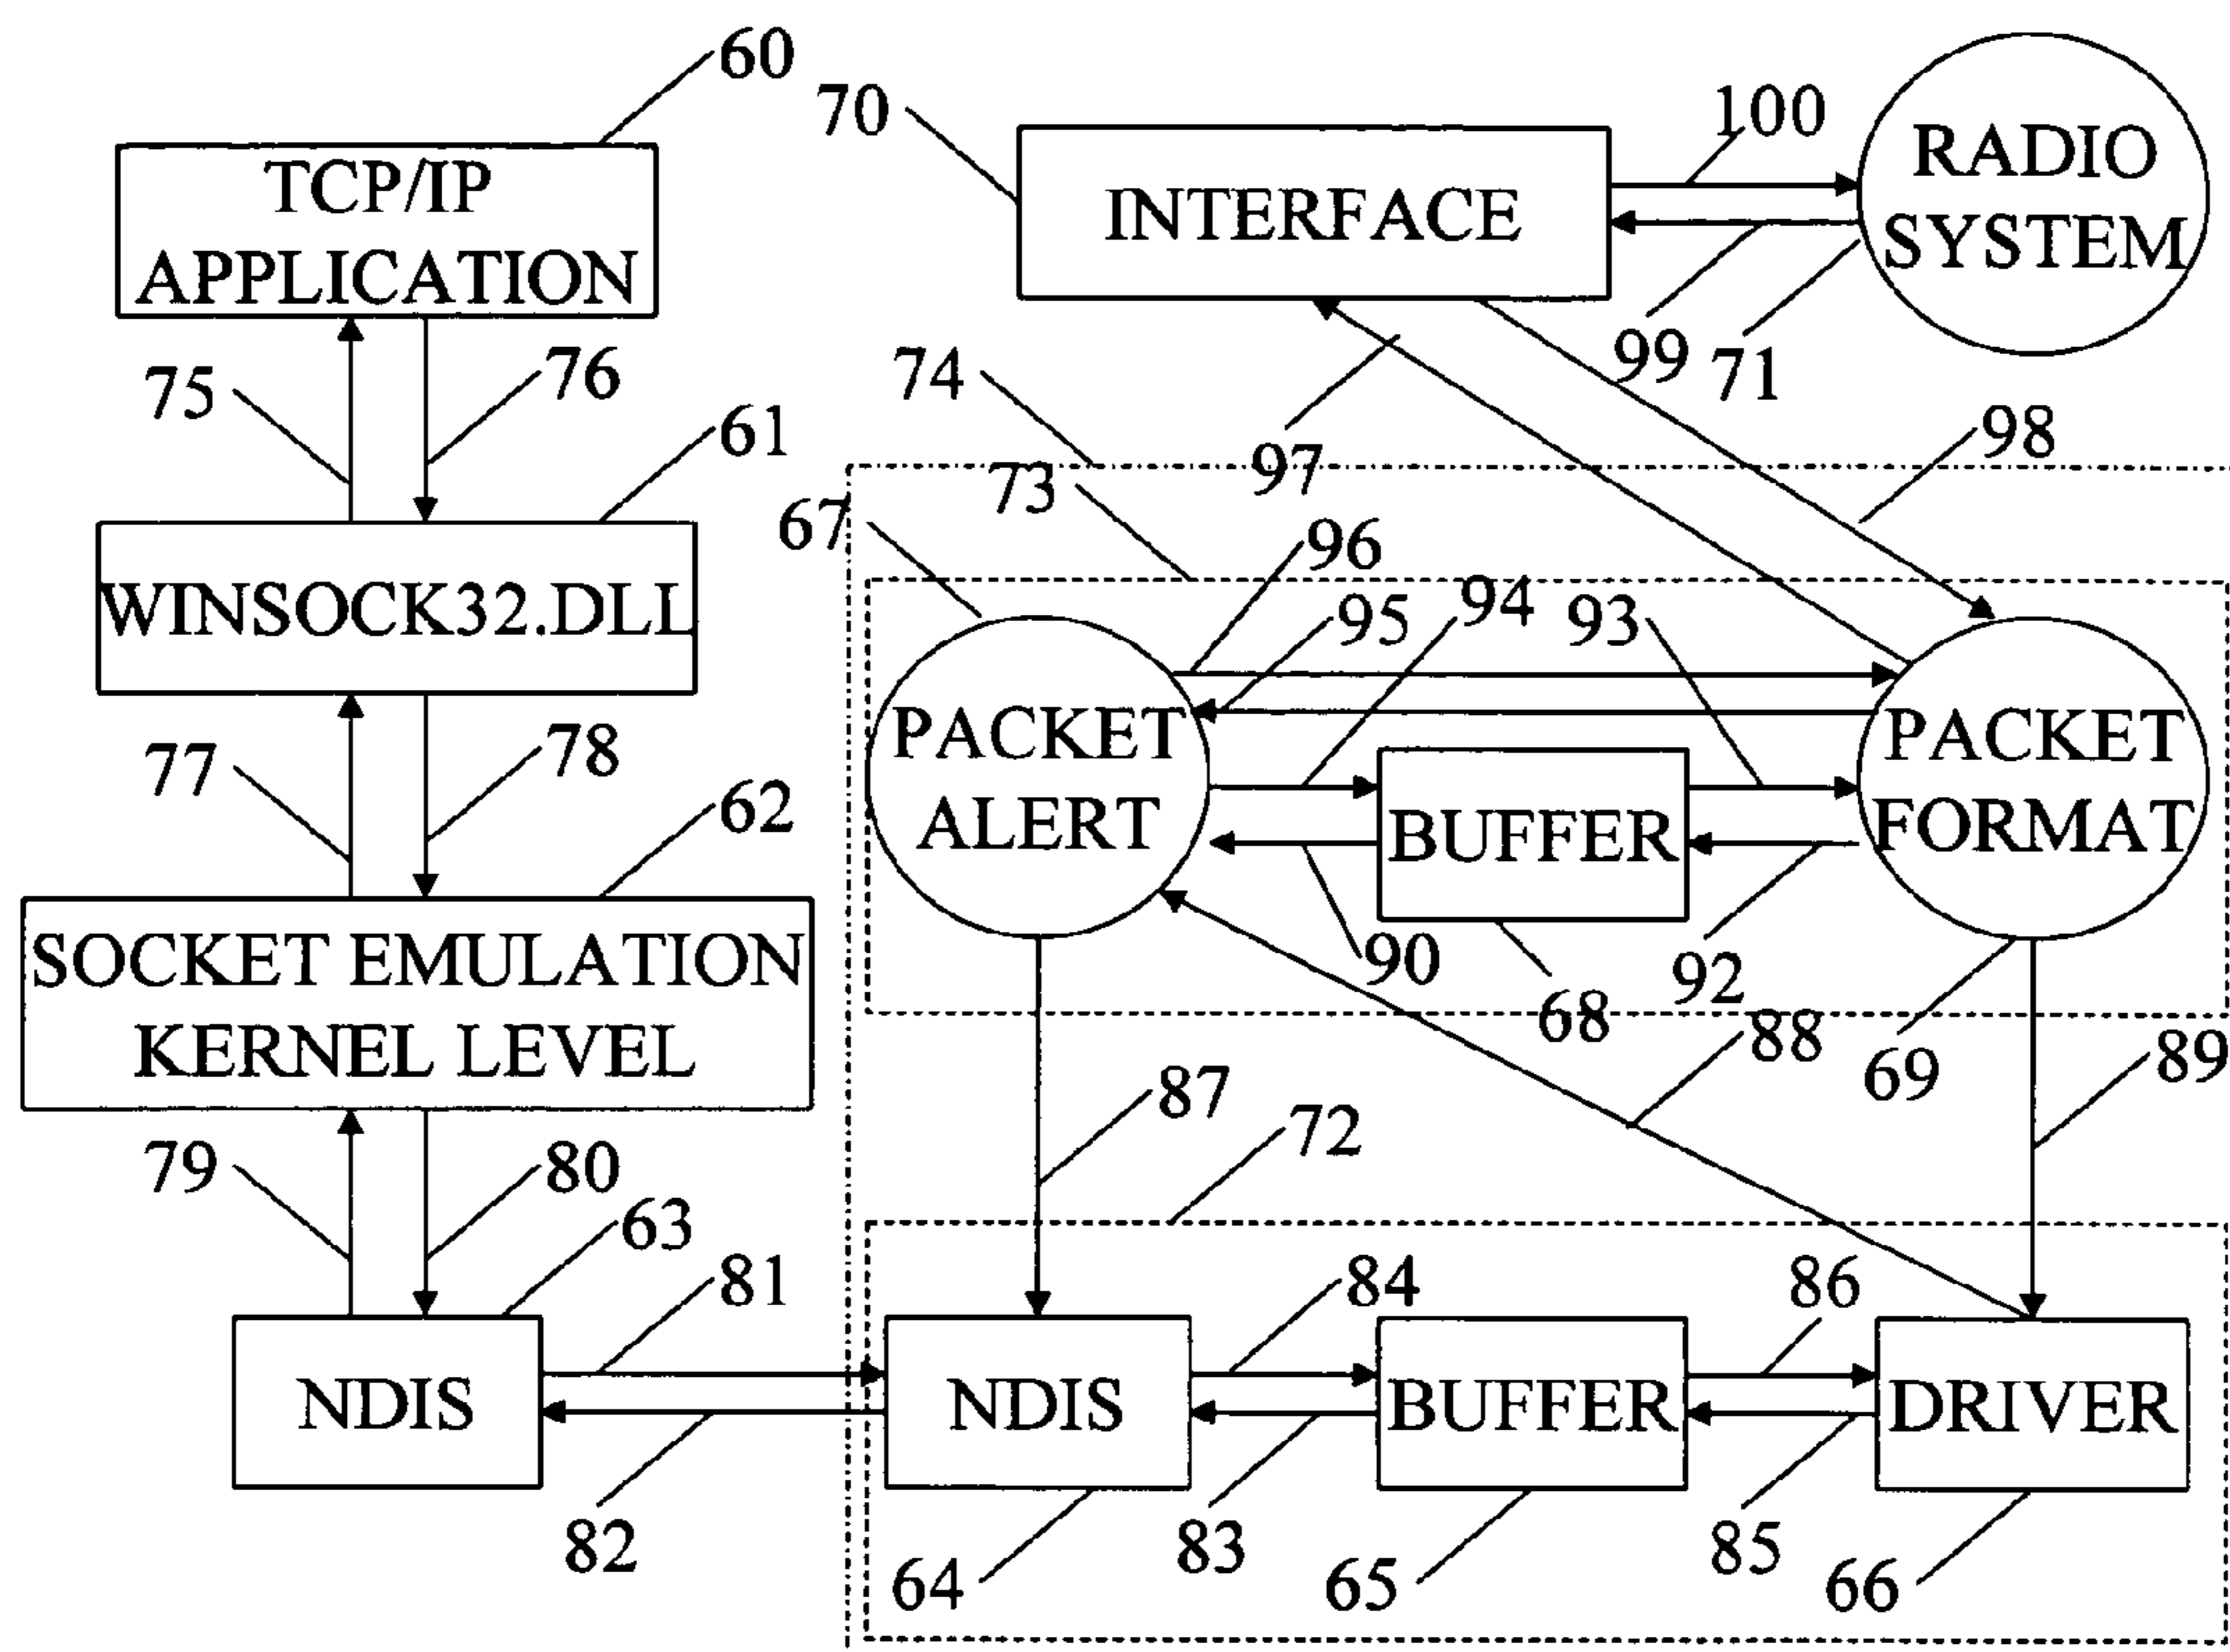 60
70
100
TCP/IP
APPLICATION
INTERFACE
RADIO
SYSTEM
75
76
74
99
71
61
97
98
73
67
WINSOCK32.DLL
96
95
94
93
77
78
PACKET
ALERT
BUFFER
PACKET
FORMAT
62
90
68
92
SOCKET EMULATION
KERNEL LEVEL
88
69
89
87
72
79
80
63
81
84
86
NDIS
NDIS
BUFFER
DRIVER
82
64
83
65
85
66